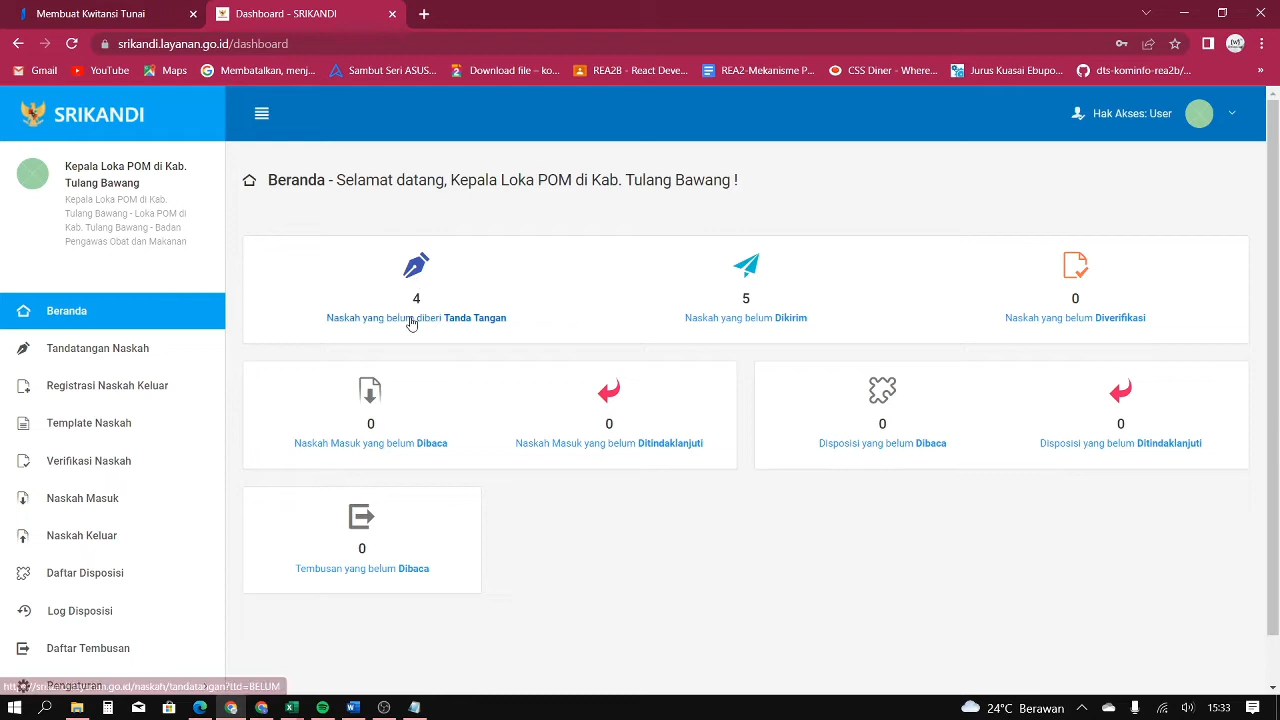 Membuat Kwitansi Tunai
Dashboard - SRIKANDI
srikandi.layanan.go.id/dashboard
Gmail
YouTube
Maps
Membatalkan, menj...
Sambut Seri ASUS...
Download file – ko...
REA2B - React Deve...
REA2-Mekanisme P...
CSS Diner - Where...
Jurus Kuasai Ebupo...
dts-kominfo-rea2b/...
»
SRIKANDI
Hak Akses: User
Kepala Loka POM di Kab.
Tulang Bawang
Kepala Loka POM di Kab.
Tulang Bawang - Loka POM di
Kab. Tulang Bawang - Badan
Pengawas Obat dan Makanan
Beranda - Selamat datang, Kepala Loka POM di Kab. Tulang Bawang !
4
Naskah yang belum diberi Tanda Tangan
5
Naskah yang belum Dikirim
0
Naskah yang belum Diverifikasi
0
Naskah Masuk yang belum Dibaca
0
Naskah Masuk yang belum Ditindaklanjuti
0
Disposisi yang belum Dibaca
0
Disposisi yang belum Ditindaklanjuti
0
Tembusan yang belum Dibaca
Beranda
Tandatangan Naskah
Registrasi Naskah Keluar
Template Naskah
Verifikasi Naskah
Naskah Masuk
Naskah Keluar
Daftar Disposisi
Log Disposisi
Daftar Tembusan
24°C Berawan
15:33